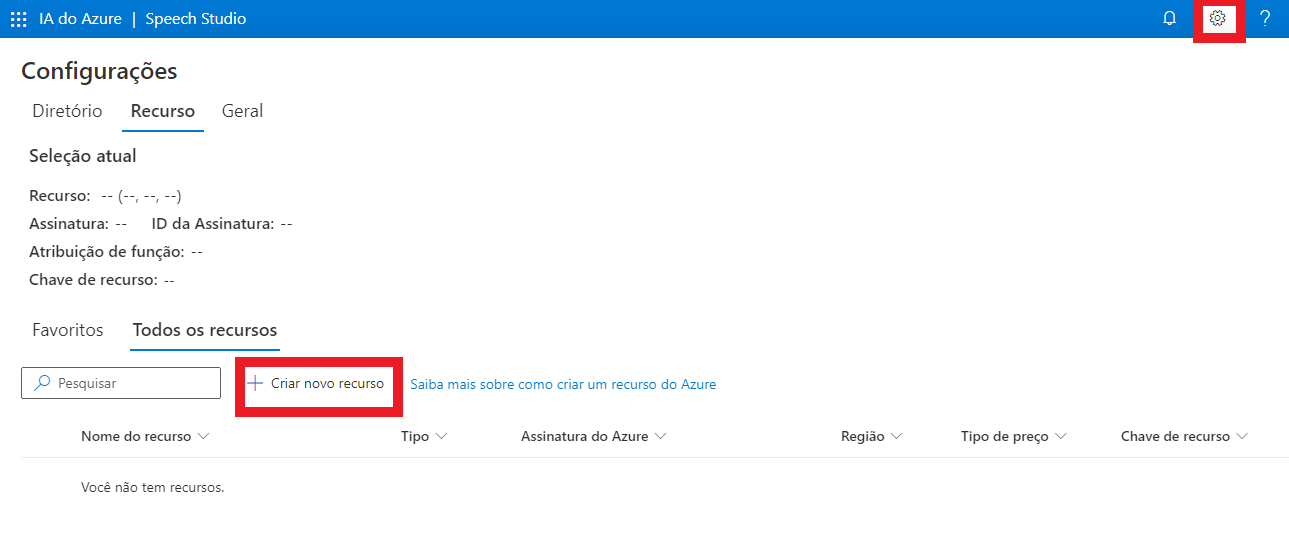 IA do Azure | Speech Studio ?
Configurações
Diretório Recurso Geral
Seleção atual
Recurso: -- (--, --, --)
Assinatura: -- ID da Assinatura: --
Atribuição de função: --
Chave de recurso: --
Favoritos Todos os recursos
Pesquisar Criar novo recurso Saiba mais sobre como criar um recurso do Azure
Nome do recurso Tipo Assinatura do Azure Região Tipo de preço Chave de recurso
Você não tem recursos.